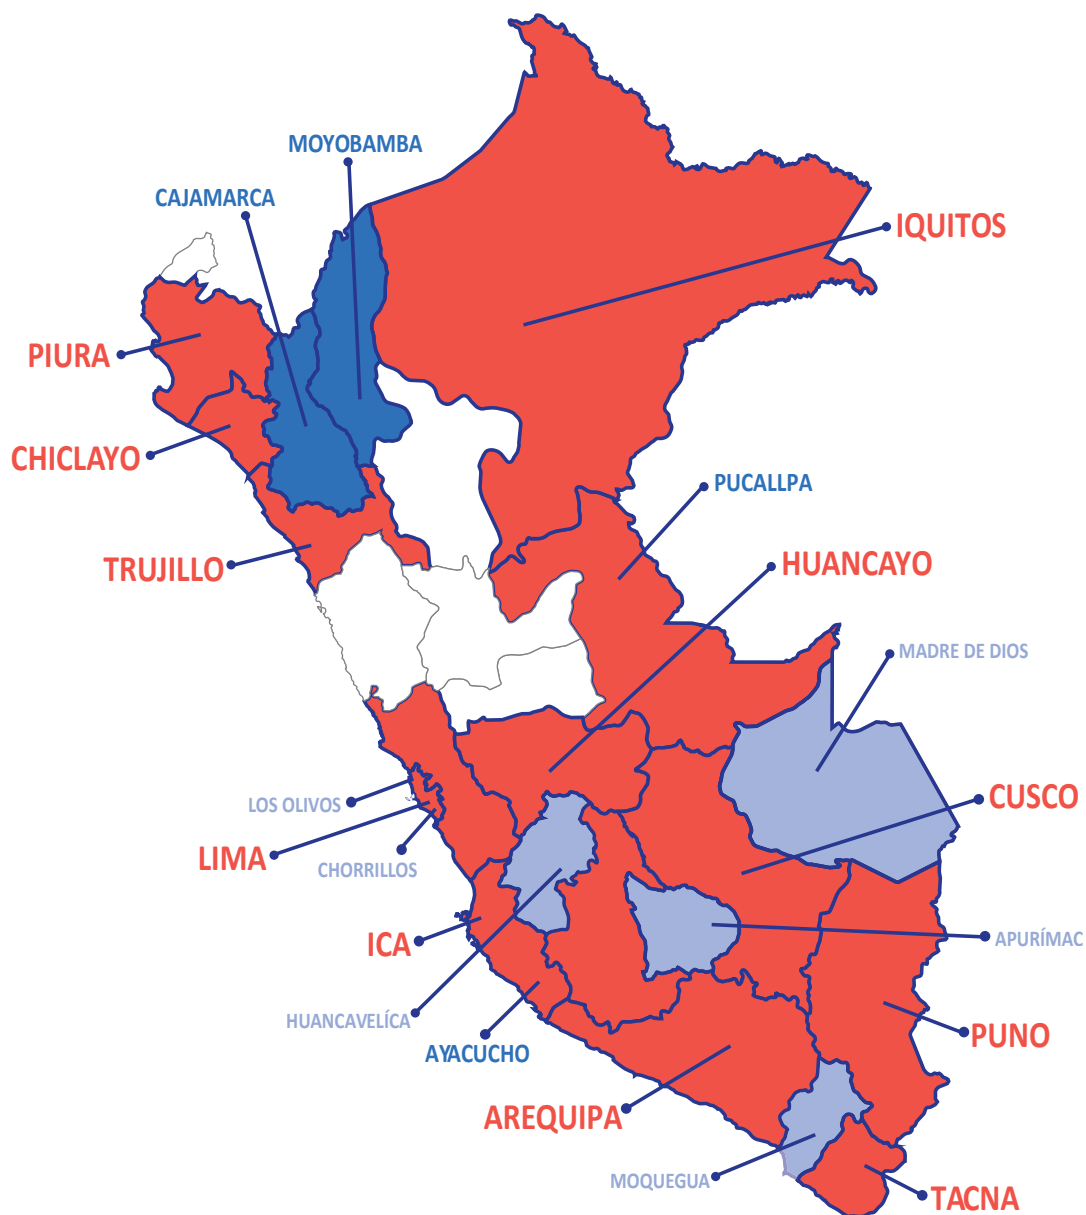 MOYOBAMBA
CAJAMARCA
IQUITOS
PIURA
CHICLAYO
PUCALLPA
TRUJILLO
HUANCAYO
MADRE DE DIOS
LOS OLIVOS
CUSCO
LIMA
CHORRILLOS
ICA
APURÍMAC
HUANCAVELÍCA
AYACUCHO
PUNO
AREQUIPA
MOQUEGUA
TACNA